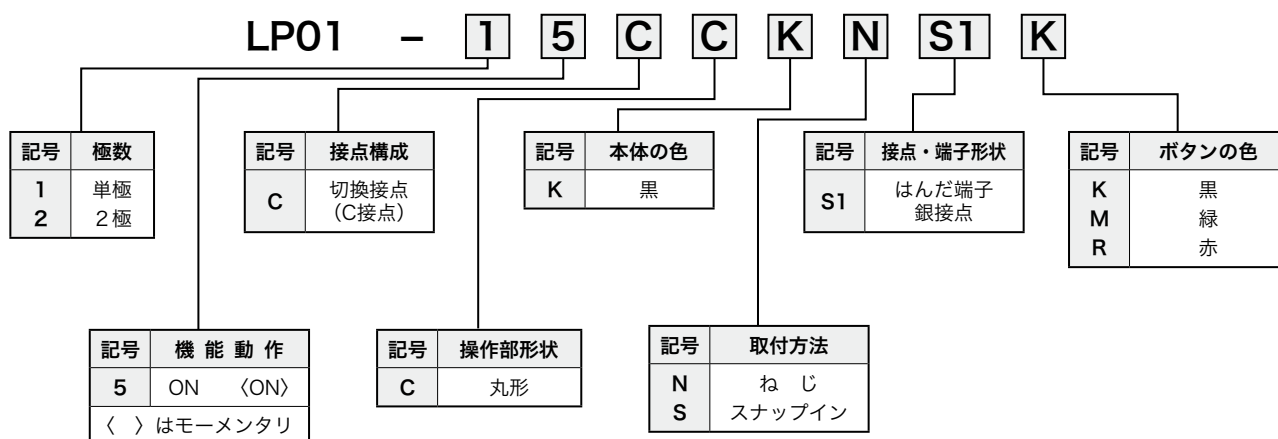 LP01 – 1 5 C C K N S1 K
記号 極数
1 単極
2 2極
記号 接点構成
C 切換接点
(C接点)
記号 本体の色
K 黒
記号 接点・端子形状
S1 はんだ端子
銀接点
記号 ボタンの色
K 黒
M 緑
R 赤
記号 機能動作
5 ON 〈ON〉
〈 〉はモーメンタリ
記号 操作部形状
C 丸形
記号 取付方法
N ねじ
S スナップイン